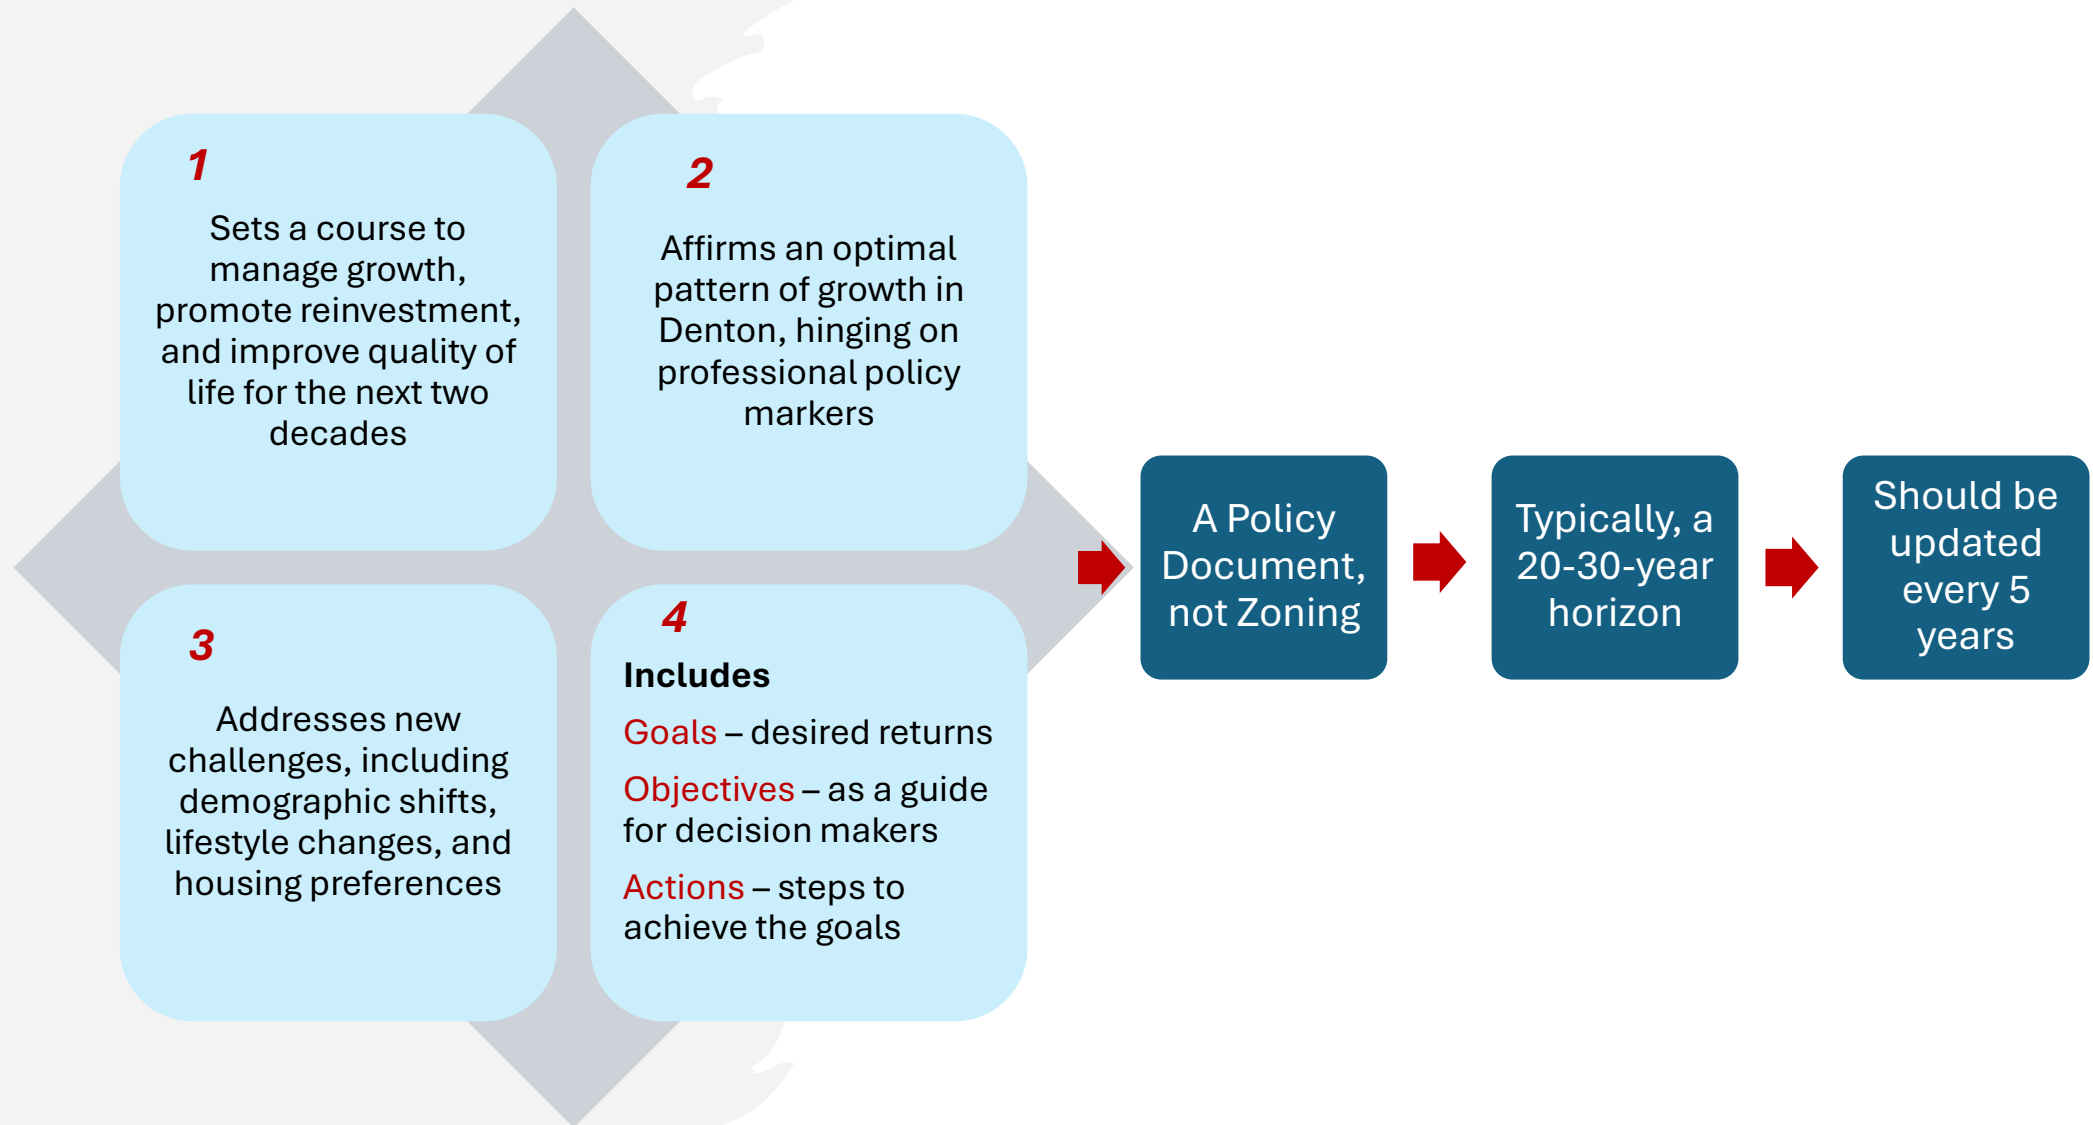 1
Sets a course to
manage growth,
promote reinvestment,
and improve quality of
life for the next two
decades
2
Affirms an optimal
pattern of growth in
Denton, hinging on
professional policy
markers
3
Addresses new
challenges, including
demographic shifts,
lifestyle changes, and
housing preferences
4
Includes
Goals – desired returns
Objectives – as a guide
for decision makers
Actions – steps to
achieve the goals
A Policy
Document,
not Zoning
Typically, a
20-30-year
horizon
Should be
updated
every 5
years